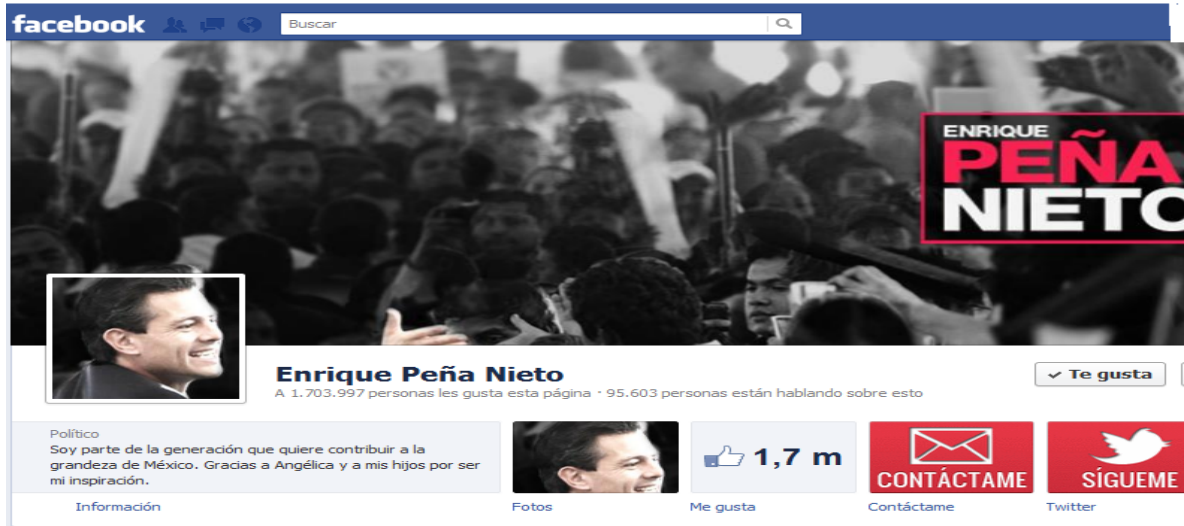 facebook
Buscar
ENRIQUE
PEÑA
NIETO
Enrique Peña Nieto
A 1.703.997 personas les gusta esta página · 95.603 personas están hablando sobre esto
Te gusta
Político
Soy parte de la generación que quiere contribuir a la
grandeza de México. Gracias a Angélica y a mis hijos por ser
mi inspiración.
1,7 m
CONTÁCTAME
SÍGUEME
Información
Fotos
Me gusta
Contáctame
Twitter